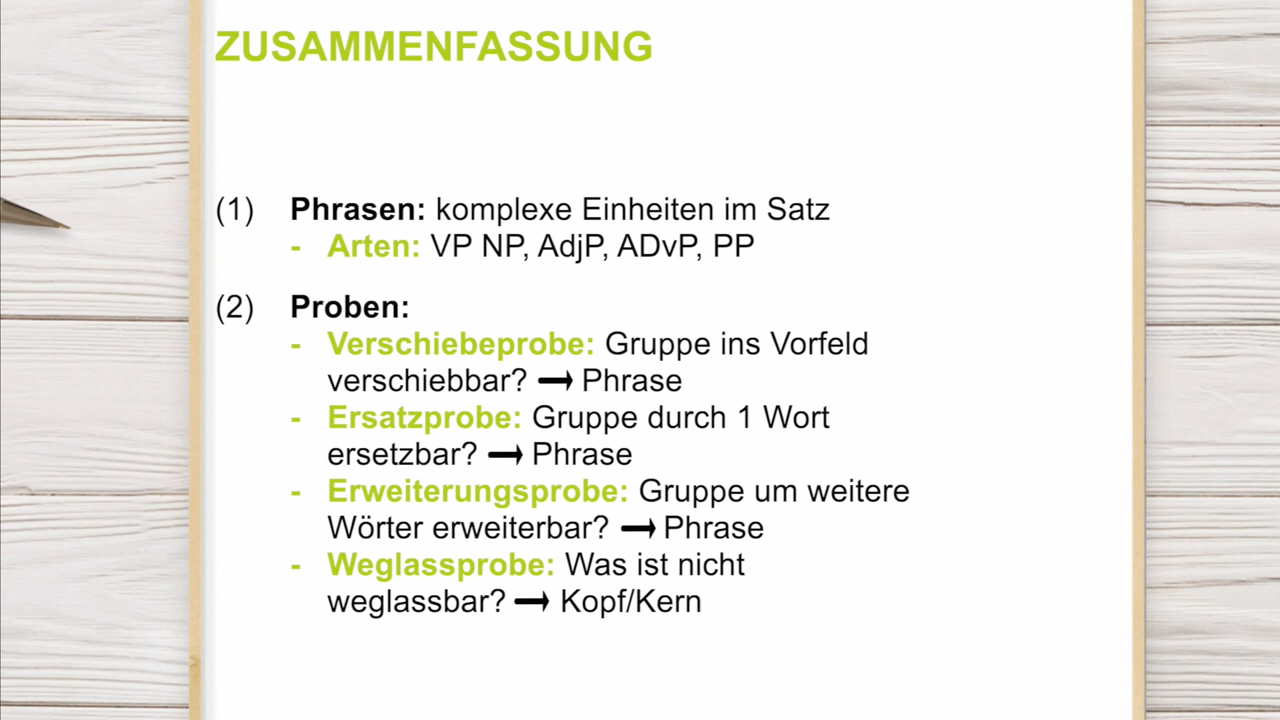 ZUSAMMENFASSUNG
(1) Phrasen: komplexe Einheiten im Satz
- Arten: VP NP, AdjP, ADvP, PP
(2) Proben:
- Verschiebeprobe: Gruppe ins Vorfeld
verschiebbar? → Phrase
- Ersatzprobe: Gruppe durch 1 Wort
ersetzbar? → Phrase
- Erweiterungsprobe: Gruppe um weitere
Wörter erweiterbar? → Phrase
- Weglassprobe: Was ist nicht
weglassbar? → Kopf/Kern